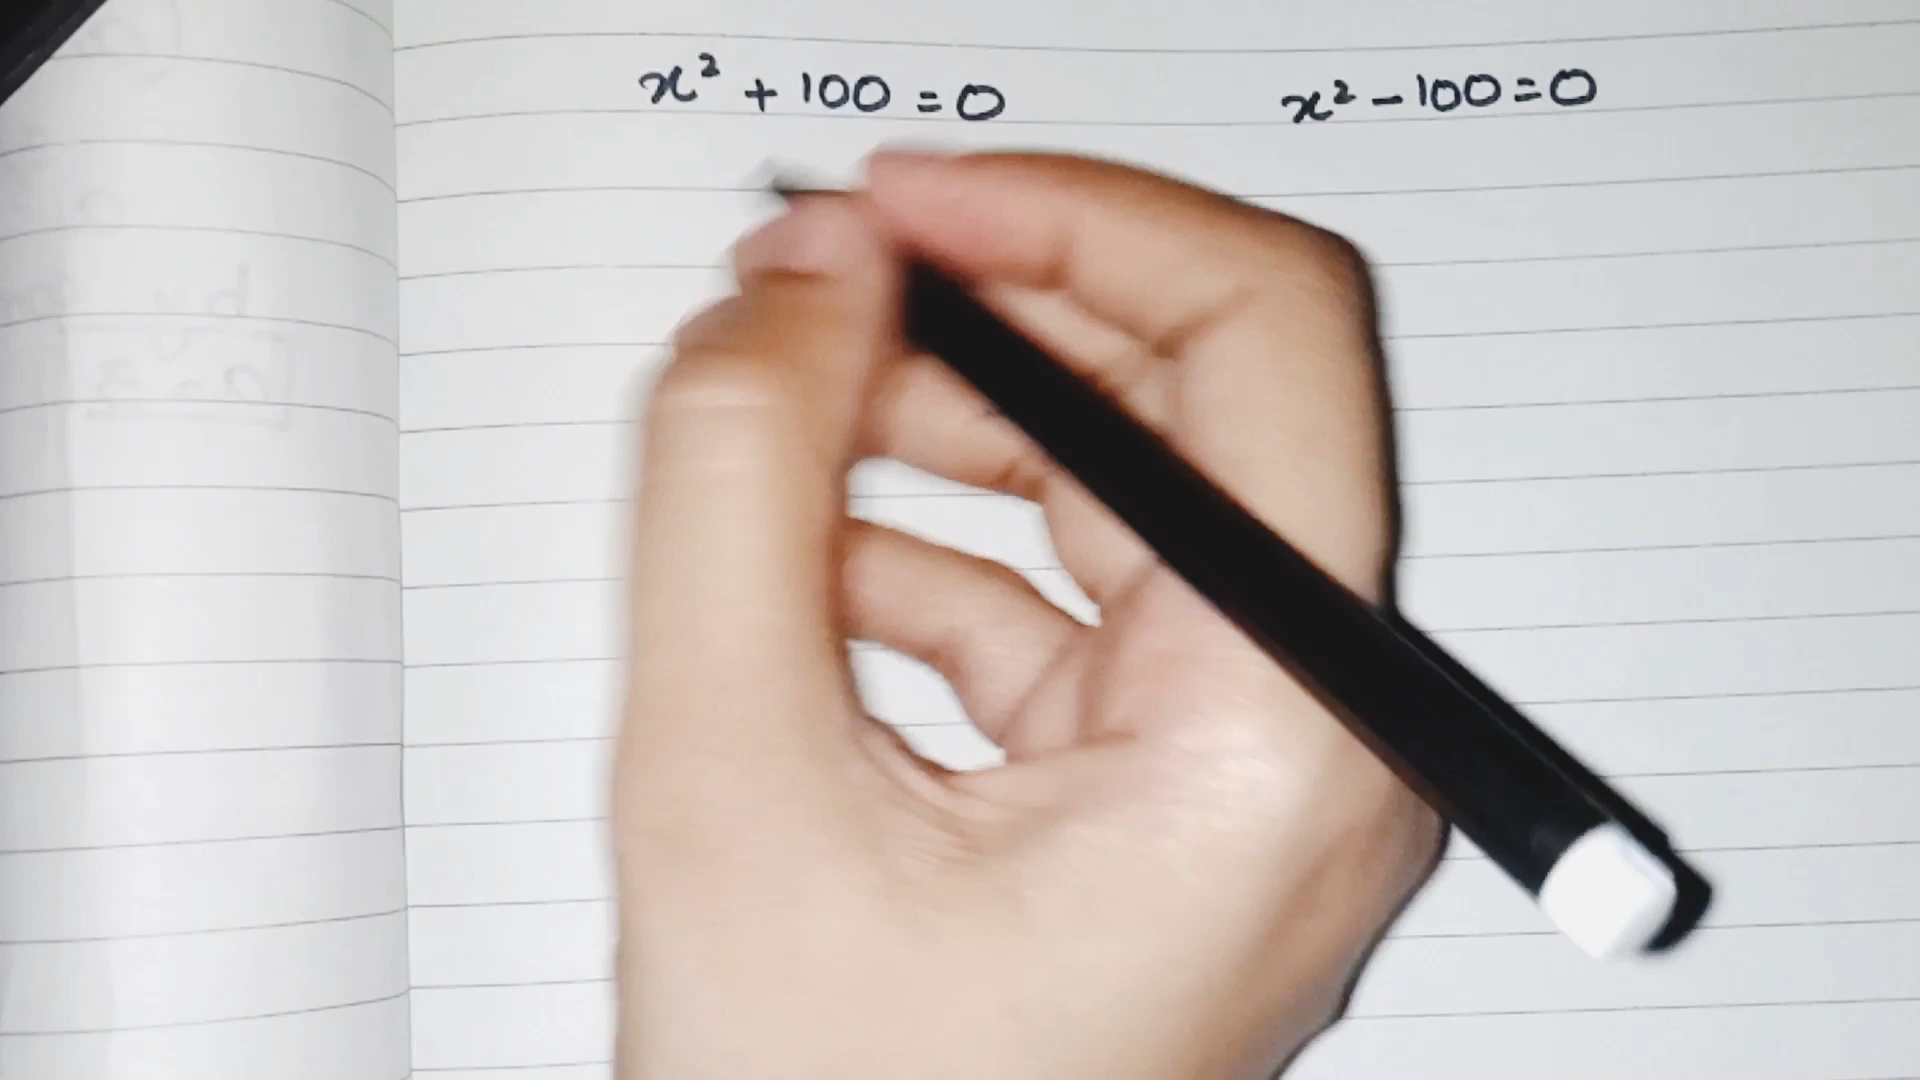 x² + 100 = 0
x² - 100 = 0